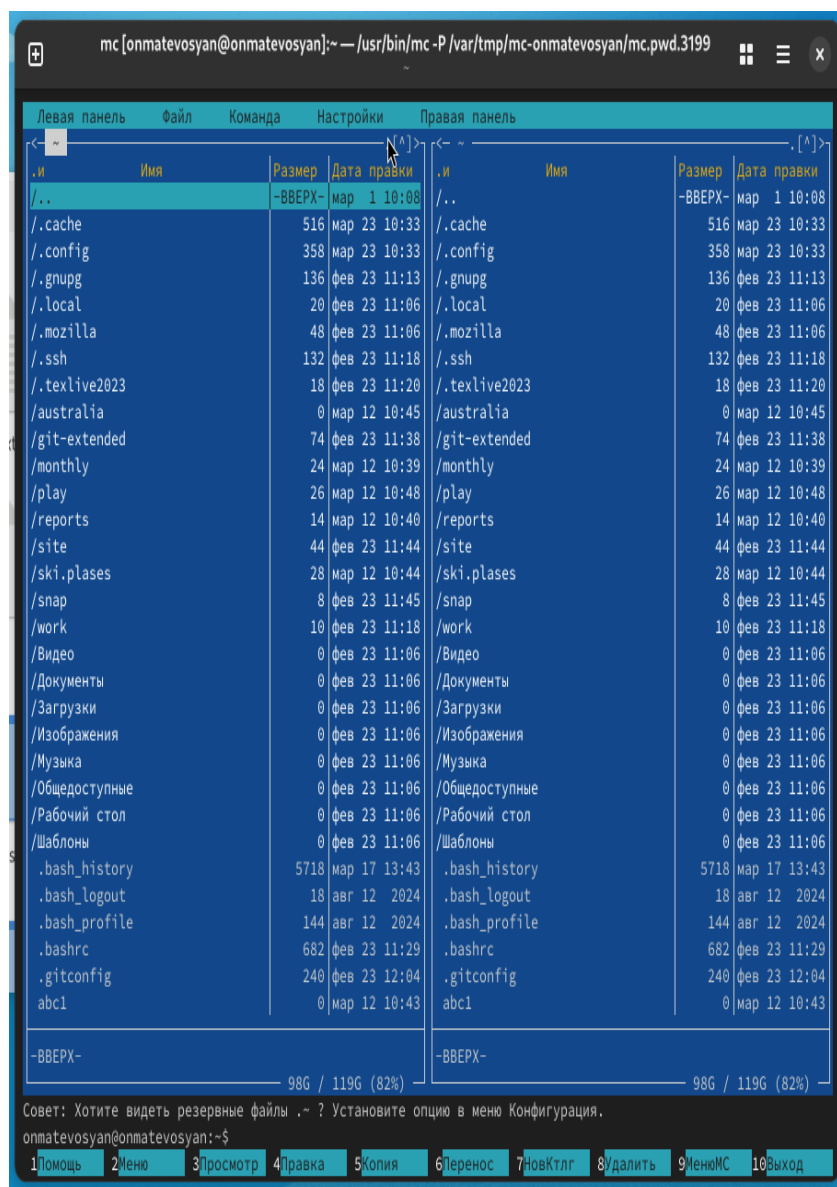 mc [onmatevosyan@onmatevosyan]:~ — /usr/bin/mc -P /var/tmp/mc-onmatevosyan/mc.pwd.3199
~
Левая панель Файл Команда Настройки Правая панель
<- ~ [^]>
.и Имя Размер Дата правки
/.. -ВВЕРХ- мар 1 10:08
/.cache 516 мар 23 10:33
/.config 358 мар 23 10:33
/.gnupg 136 фев 23 11:13
/.local 20 фев 23 11:06
/.mozilla 48 фев 23 11:06
/.ssh 132 фев 23 11:18
/.texlive2023 18 фев 23 11:20
/australia 0 мар 12 10:45
/git-extended 74 фев 23 11:38
/monthly 24 мар 12 10:39
/play 26 мар 12 10:48
/reports 14 мар 12 10:40
/site 44 фев 23 11:44
/ski.plases 28 мар 12 10:44
/snap 8 фев 23 11:45
/work 10 фев 23 11:18
/Видео 0 фев 23 11:06
/Документы 0 фев 23 11:06
/Загрузки 0 фев 23 11:06
/Изображения 0 фев 23 11:06
/Музыка 0 фев 23 11:06
/Общедоступные 0 фев 23 11:06
/Рабочий стол 0 фев 23 11:06
/Шаблоны 0 фев 23 11:06
.bash_history 5718 мар 17 13:43
.bash_logout 18 авг 12 2024
.bash_profile 144 авг 12 2024
.bashrc 682 фев 23 11:29
.gitconfig 240 фев 23 12:04
abc1 0 мар 12 10:43
-ВВЕРХ-
98G / 119G (82%)
<- ~ .[^]>
.и Имя Размер Дата правки
/.. -ВВЕРХ- мар 1 10:08
/.cache 516 мар 23 10:33
/.config 358 мар 23 10:33
/.gnupg 136 фев 23 11:13
/.local 20 фев 23 11:06
/.mozilla 48 фев 23 11:06
/.ssh 132 фев 23 11:18
/.texlive2023 18 фев 23 11:20
/australia 0 мар 12 10:45
/git-extended 74 фев 23 11:38
/monthly 24 мар 12 10:39
/play 26 мар 12 10:48
/reports 14 мар 12 10:40
/site 44 фев 23 11:44
/ski.plases 28 мар 12 10:44
/snap 8 фев 23 11:45
/work 10 фев 23 11:18
/Видео 0 фев 23 11:06
/Документы 0 фев 23 11:06
/Загрузки 0 фев 23 11:06
/Изображения 0 фев 23 11:06
/Музыка 0 фев 23 11:06
/Общедоступные 0 фев 23 11:06
/Рабочий стол 0 фев 23 11:06
/Шаблоны 0 фев 23 11:06
.bash_history 5718 мар 17 13:43
.bash_logout 18 авг 12 2024
.bash_profile 144 авг 12 2024
.bashrc 682 фев 23 11:29
.gitconfig 240 фев 23 12:04
abc1 0 мар 12 10:43
-ВВЕРХ-
98G / 119G (82%)
Совет: Хотите видеть резервные файлы .~ ? Установите опцию в меню Конфигурация.
onmatevosyan@onmatevosyan:~$
1Помощь 2Меню 3Просмотр 4Правка 5Копия 6Перенос 7НовКтлг 8Удалить 9МенюMC 10Выход